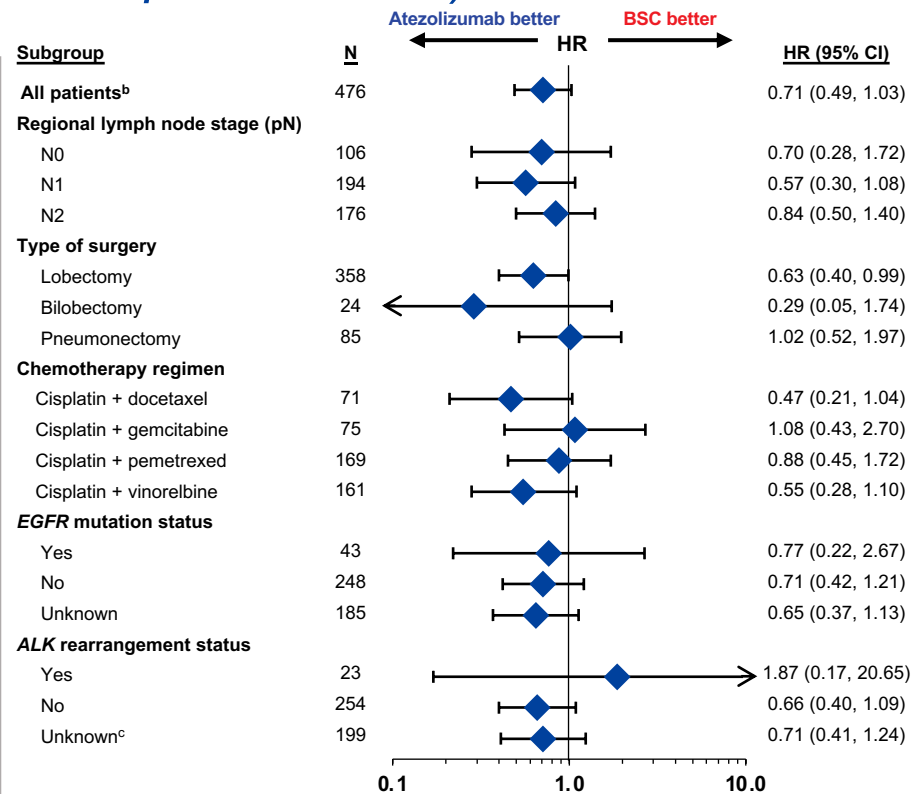 Atezolizumab better BSC better
HR
Subgroup N HR (95% CI)
All patientsᵇ 476 0.71 (0.49, 1.03)
Regional lymph node stage (pN)
N0 106 0.70 (0.28, 1.72)
N1 194 0.57 (0.30, 1.08)
N2 176 0.84 (0.50, 1.40)
Type of surgery
Lobectomy 358 0.63 (0.40, 0.99)
Bilobectomy 24 0.29 (0.05, 1.74)
Pneumonectomy 85 1.02 (0.52, 1.97)
Chemotherapy regimen
Cisplatin + docetaxel 71 0.47 (0.21, 1.04)
Cisplatin + gemcitabine 75 1.08 (0.43, 2.70)
Cisplatin + pemetrexed 169 0.88 (0.45, 1.72)
Cisplatin + vinorelbine 161 0.55 (0.28, 1.10)
EGFR mutation status
Yes 43 0.77 (0.22, 2.67)
No 248 0.71 (0.42, 1.21)
Unknown 185 0.65 (0.37, 1.13)
ALK rearrangement status
Yes 23 1.87 (0.17, 20.65)
No 254 0.66 (0.40, 1.09)
Unknownᶜ 199 0.71 (0.41, 1.24)
0.1 1.0 10.0